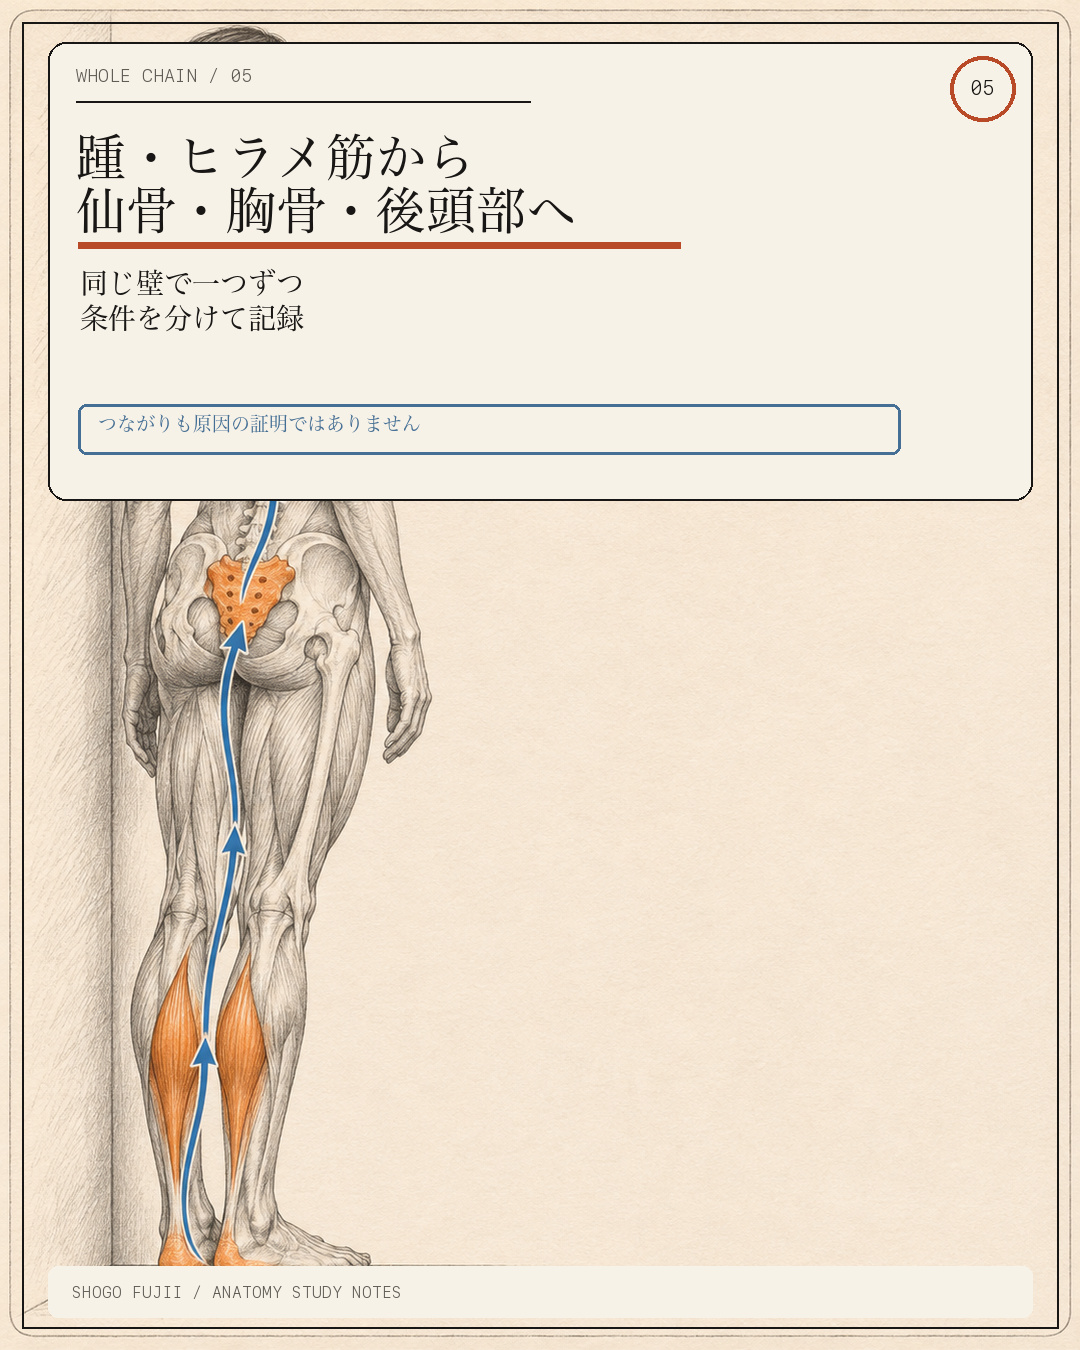 WHOLE CHAIN / 05
05
踵・ヒラメ筋から
仙骨・胸骨・後頭部へ
同じ壁で一つずつ
条件を分けて記録
つながりも原因の証明ではありません
SHOGO FUJII / ANATOMY STUDY NOTES